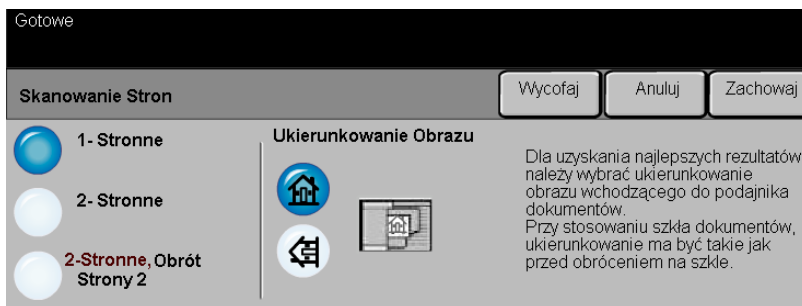 Gotowe
Skanowanie Stron
Wycofaj
Anuluj
Zachowaj
1- Stronne
2- Stronne
2-Stronne, Obrót
Strony 2
Ukierunkowanie Obrazu
Dla uzyskania najlepszych rezultatów
należy wybrać ukierunkowanie
obrazu wchodzącego do podajnika
dokumentów.
Przy stosowaniu szkła dokumentów,
ukierunkowanie ma być takie jak
przed obróceniem na szkle.